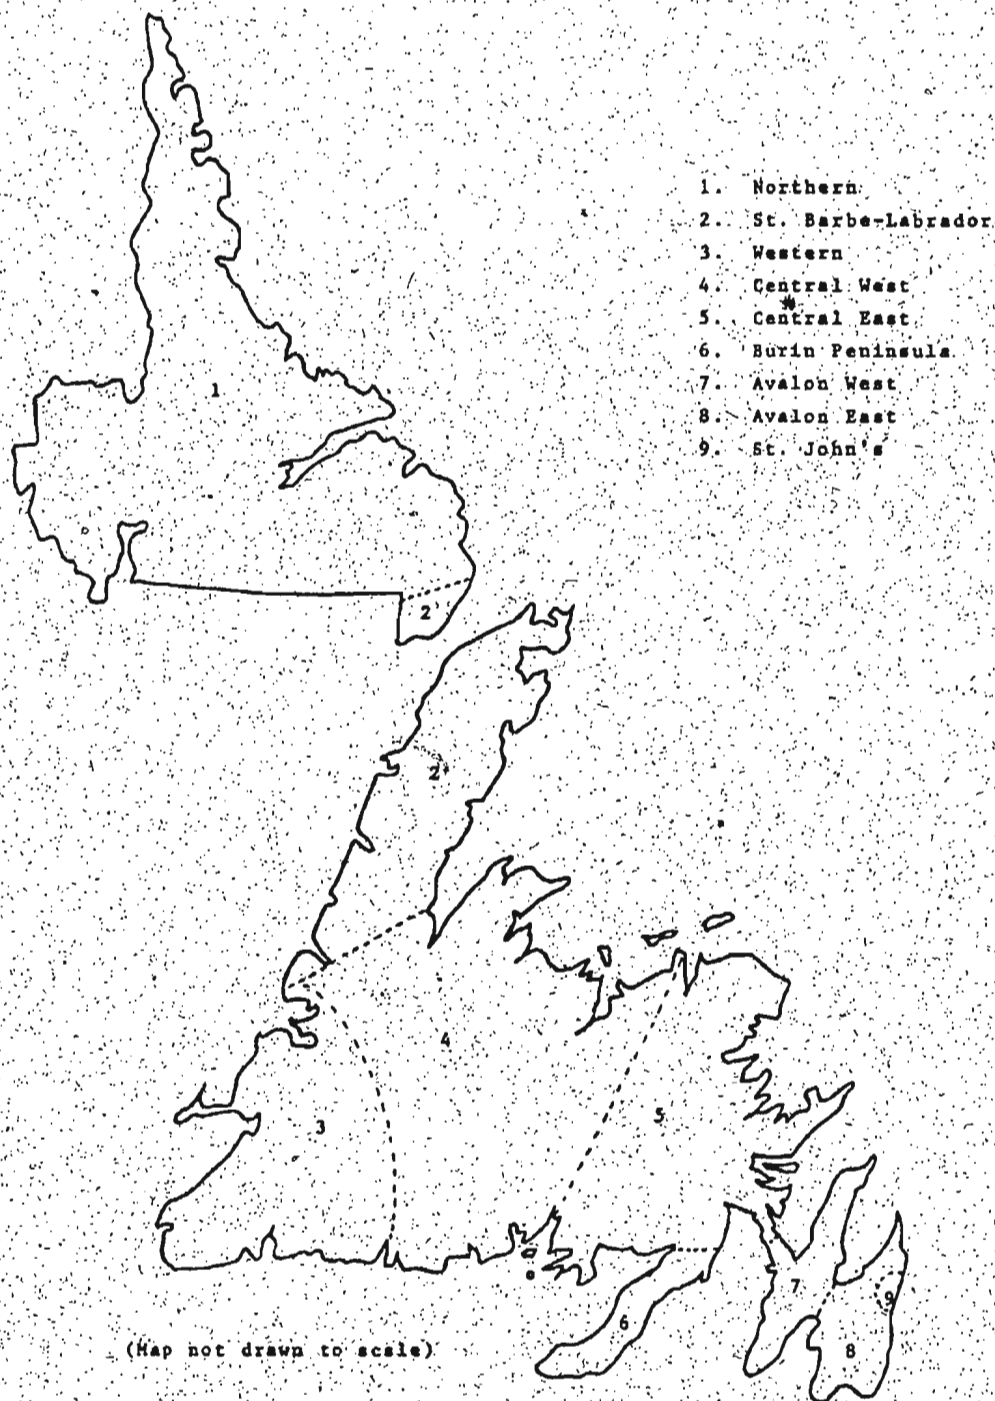 1. Northern
2. St. Barbe-Labrador
3. Western
4. Central West
5. Central East
6. Burin Peninsula
7. Avalon West
8. Avalon East
9. St. John's
1
2
2
4
3
5
7
9
6
8
(Map not drawn to scale)